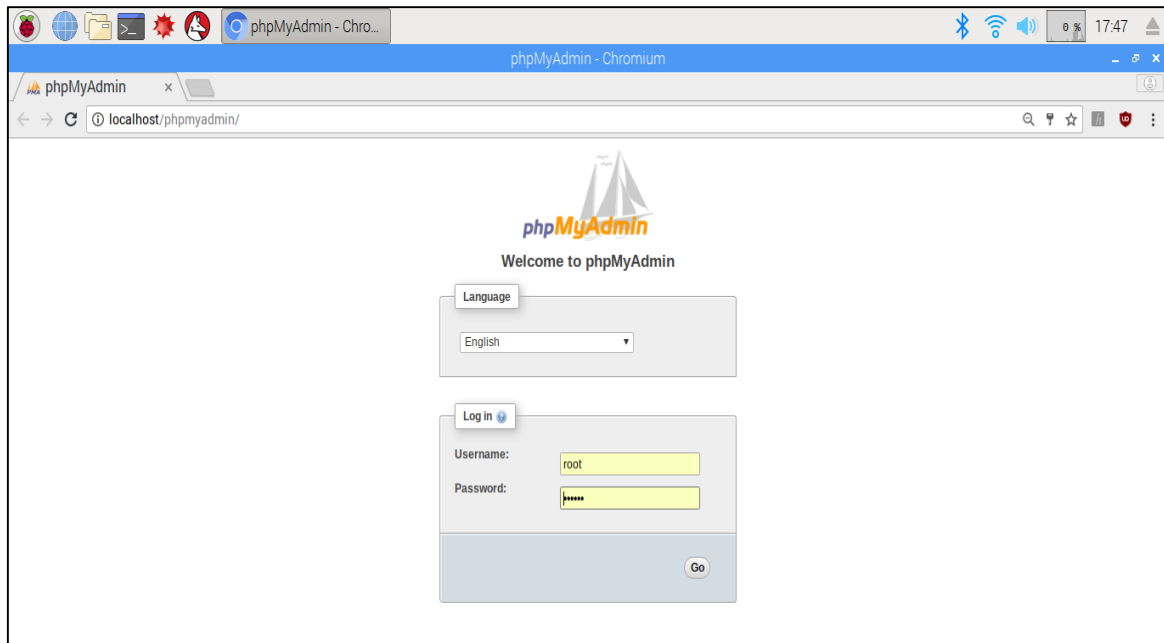 phpMyAdmin - Chro...
0 %
17:47
phpMyAdmin - Chromium
phpMyAdmin
localhost/phpmyadmin/
phpMyAdmin
Welcome to phpMyAdmin
Language
English
Log in
Username:
root
Password:
••••••
Go